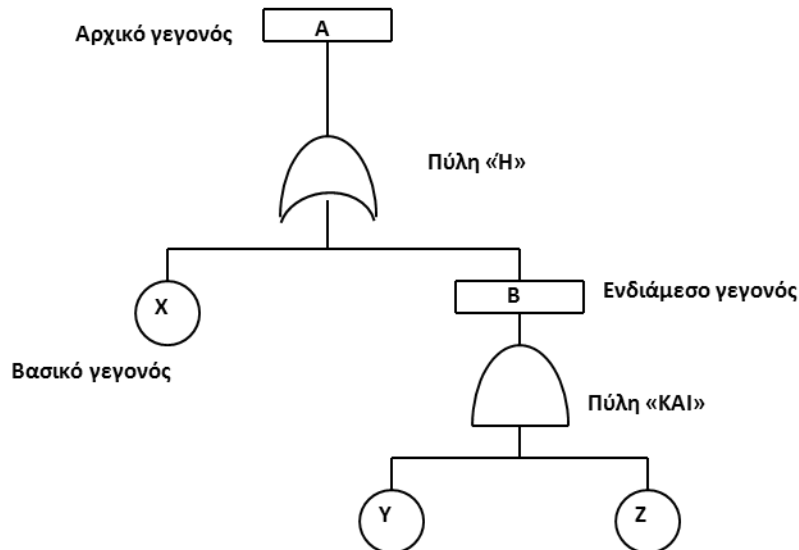 Αρχικό γεγονός
Α
Πύλη «Ή»
Χ
Β
Ενδιάμεσο γεγονός
Βασικό γεγονός
Πύλη «ΚΑΙ»
Υ
Ζ